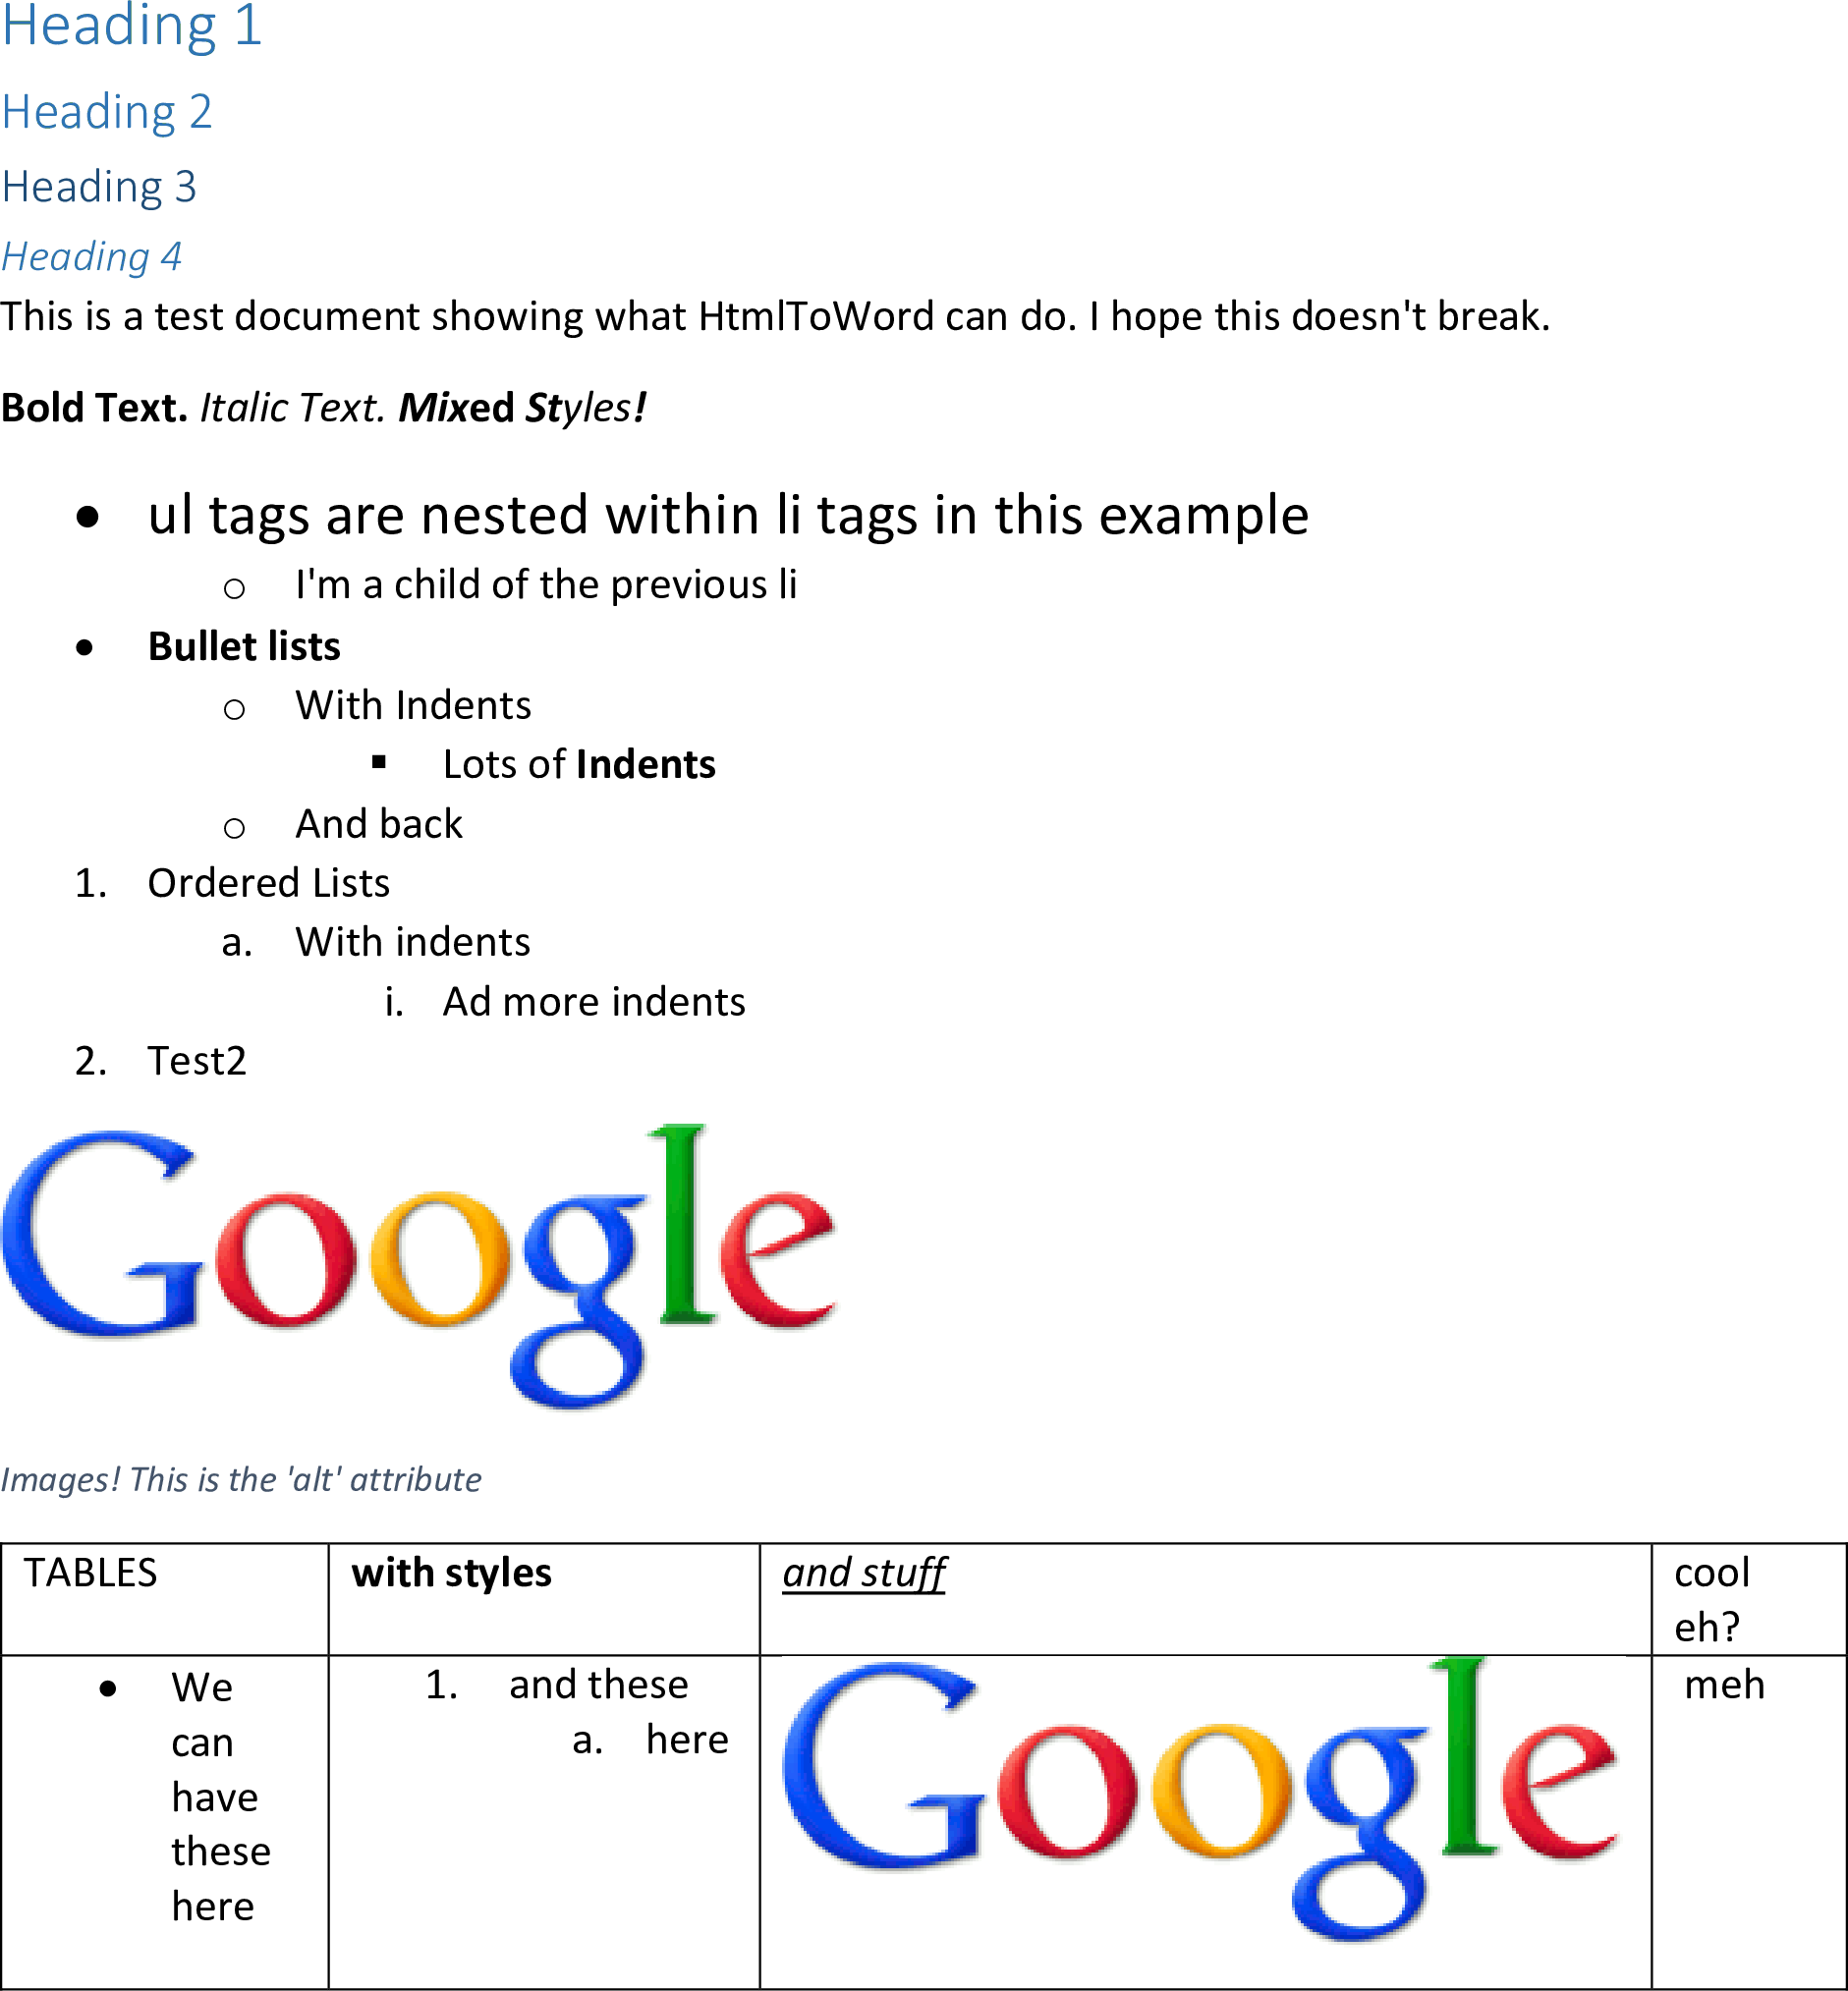 Heading 1
Heading 2
Heading 3
Heading 4
This is a test document showing what HtmlToWord can do. I hope this doesn't break.
Bold Text. Italic Text. Mixed Styles!
• ul tags are nested within li tags in this example
o I'm a child of the previous li
• Bullet lists
o With Indents
▪ Lots of Indents
o And back
1. Ordered Lists
a. With indents
i. Ad more indents
2. Test2
Google
Images! This is the 'alt' attribute
TABLES
with styles
and stuff
cool
eh?
• We
can
have
these
here
1. and these
a. here
Google
meh